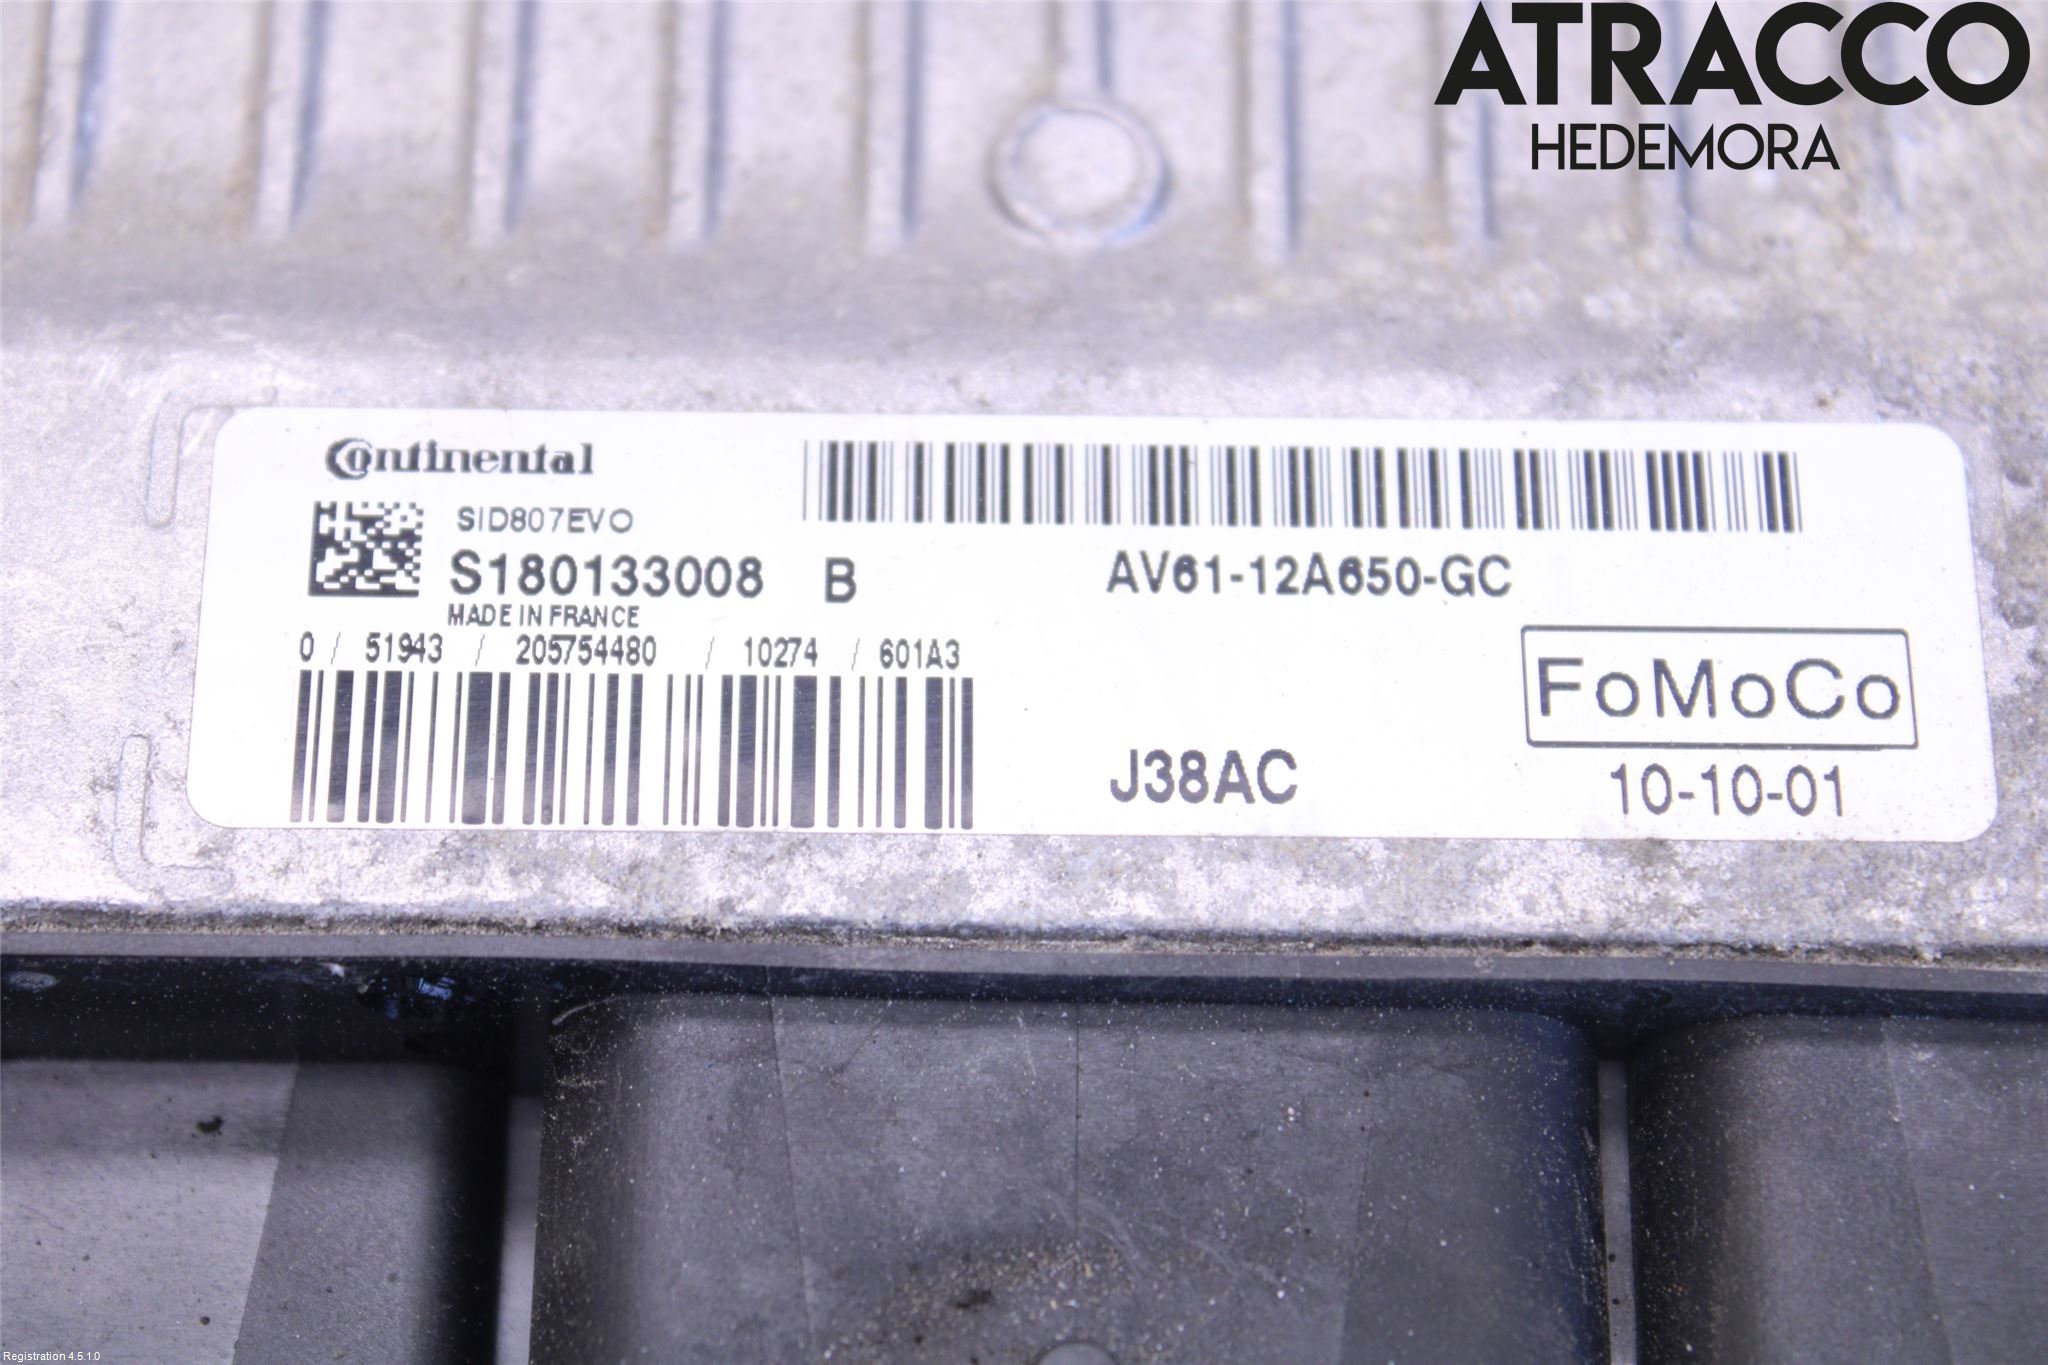 ATRACCO
HEDEMORA
Continental
SID807EVO
S180133008 B
MADE IN FRANCE
0 / 51943 / 205754480 / 10274 / 601A3
AV61-12A650-GC
FoMoCo
J38AC
10-10-01
Registration 4.5.1.0